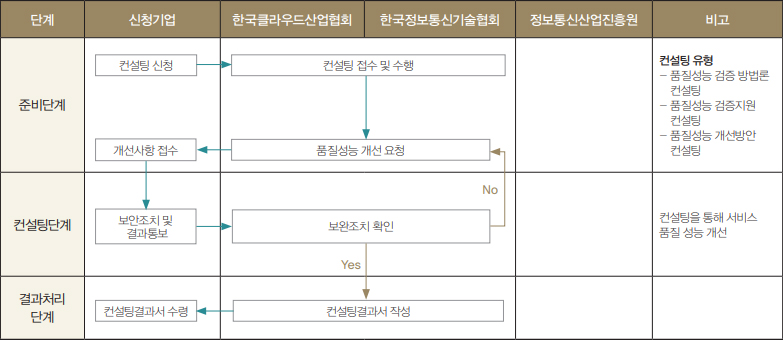 단계 신청기업 한국클라우드산업협회 한국정보통신기술협회 정보통신산업진흥원 비고
준비단계
컨설팅 신청
컨설팅 접수 및 수행
컨설팅 유형
– 품질성능 검증 방법론
컨설팅
– 품질성능 검증지원
컨설팅
– 품질성능 개선방안
컨설팅
개선사항 접수
품질성능 개선 요청
No
컨설팅단계
보안조치 및
결과통보
보완조치 확인
컨설팅을 통해 서비스
품질 성능 개선
Yes
결과처리
단계
컨설팅결과서 수령
컨설팅결과서 작성